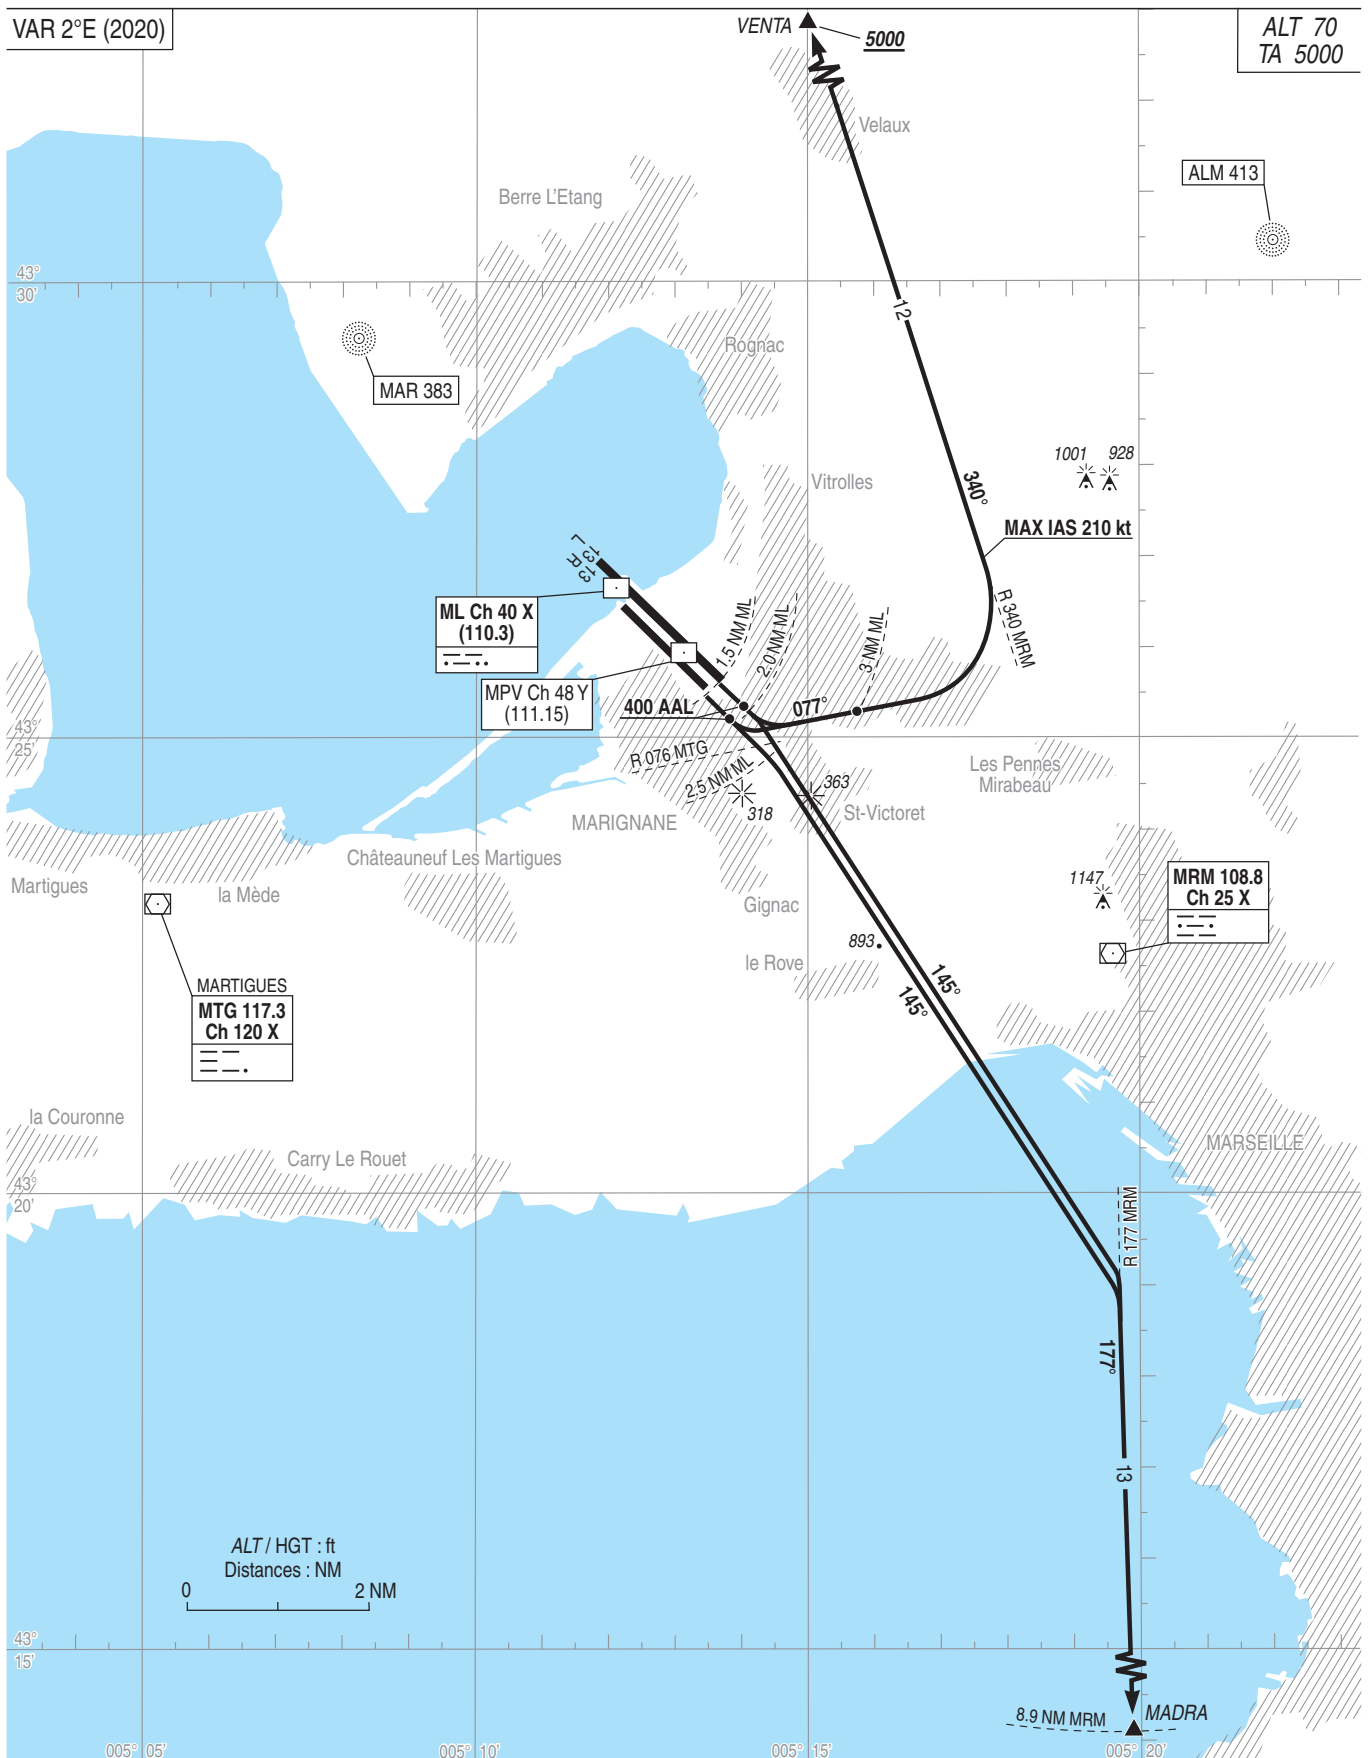 VAR 2°E (2020)
VENTA
5000
ALT 70
TA 5000
Velaux
ALM 413
Berre L'Etang
43°
30'
12
Rognac
MAR 383
1001
928
340°
Vitrolles
MAX IAS 210 kt
13 L
13 R
ML Ch 40 X
(110.3)
1.5 NM ML
2.0 NM ML
3 NM ML
R 340 MRM
MPV Ch 48 Y
(111.15)
400 AAL
077°
43°
25'
R 076 MTG
2.5 NM ML
Les Pennes
Mirabeau
363
318
St-Victoret
MARIGNANE
Châteauneuf Les Martigues
Martigues
la Mède
1147
MRM 108.8
Ch 25 X
Gignac
893
le Rove
145°
145°
MARTIGUES
MTG 117.3
Ch 120 X
la Couronne
Carry Le Rouet
MARSEILLE
43°
20'
R 177 MRM
177°
13
ALT / HGT : ft
Distances : NM
0
2 NM
43°
15'
8.9 NM MRM
MADRA
005° 05'
005° 10'
005° 15'
005° 20'